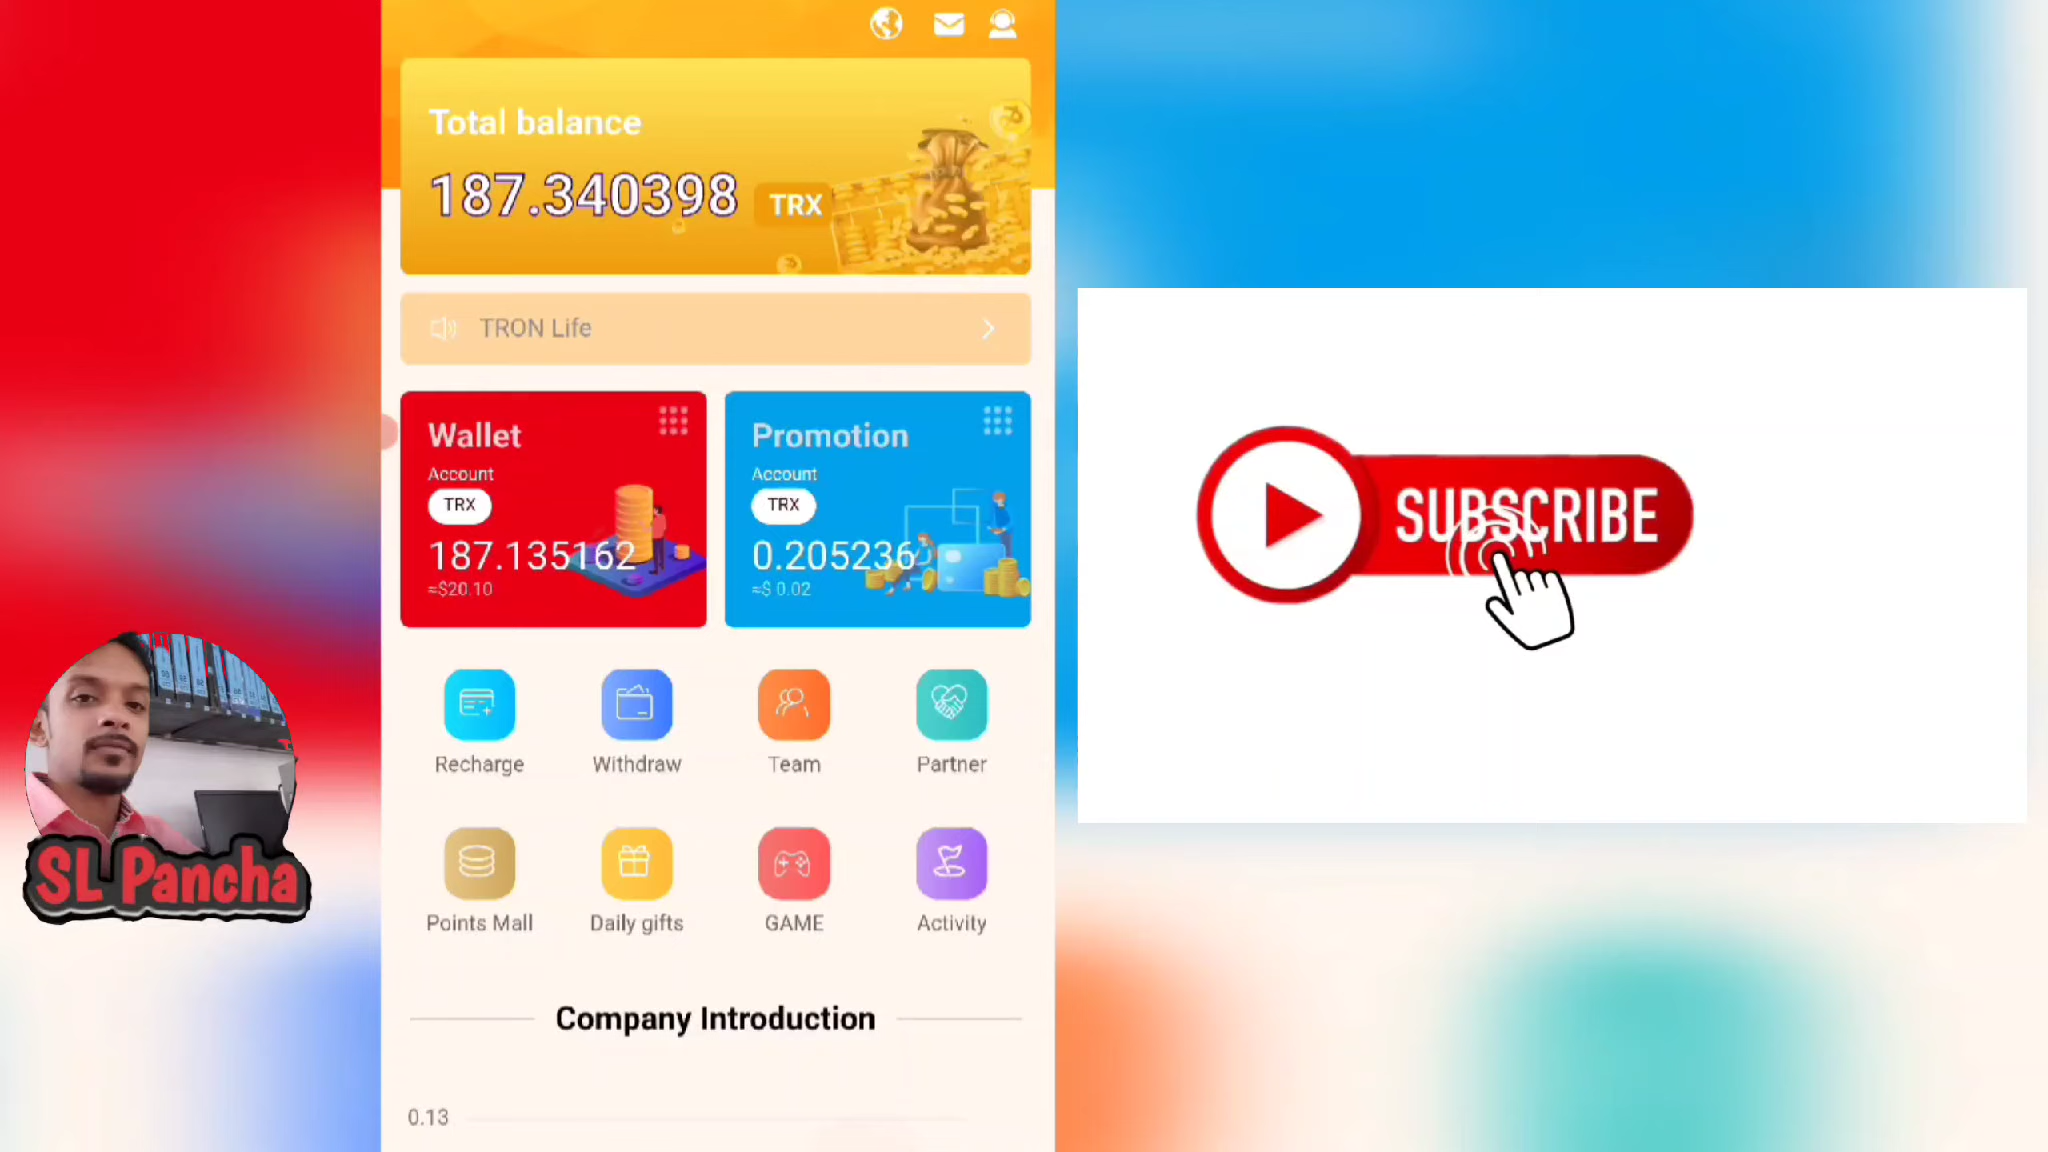 Total balance
187.340398 TRX
TRON Life
Wallet
Account
TRX
187.135162
≈$20.10
Promotion
Account
TRX
0.205236
≈$ 0.02
Recharge
Withdraw
Team
Partner
Points Mall
Daily gifts
GAME
Activity
Company Introduction
0.13
SUBSCRIBE
SL Pancha